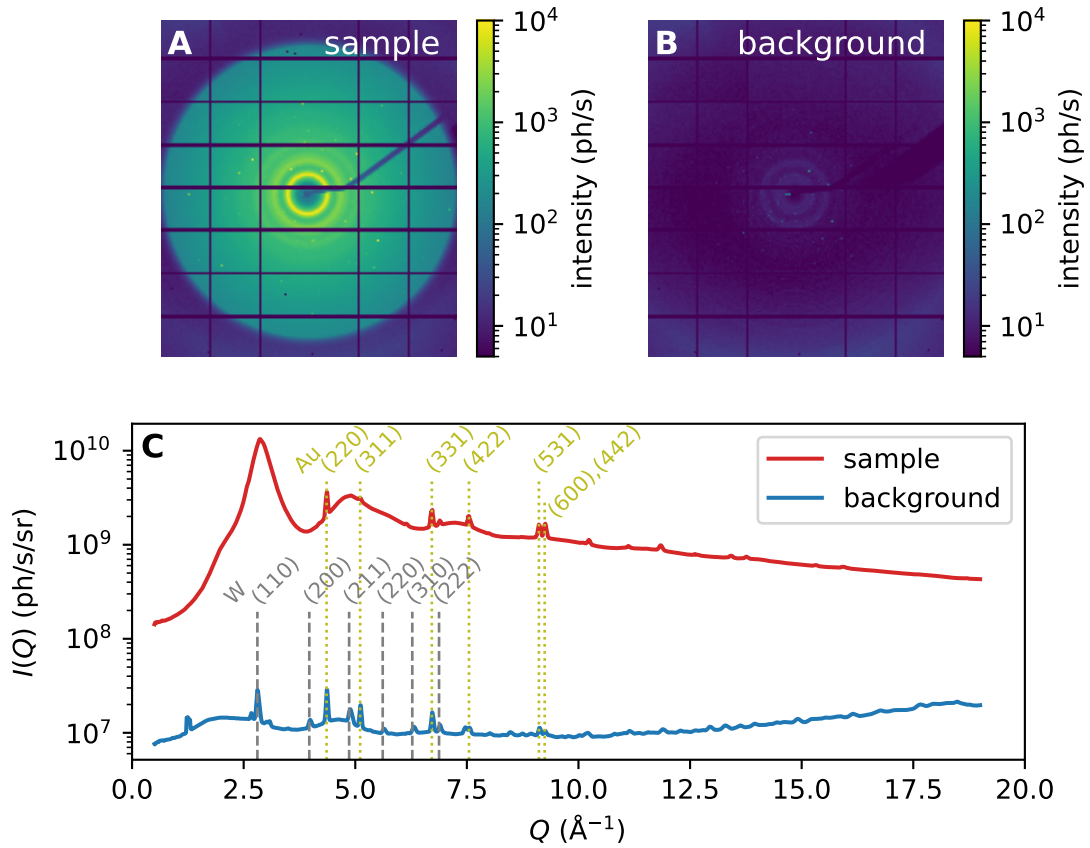 A sample
10⁴
10³
10²
10¹
intensity (ph/s)
B background
10⁴
10³
10²
10¹
intensity (ph/s)
C
I(Q) (ph/s/sr)
10¹⁰
10⁹
10⁸
10⁷
Au (220) (311) (331) (422) (531)
(600),(442)
W (110) (200) (211) (220) (310) (222)
sample
background
0.0 2.5 5.0 7.5 10.0 12.5 15.0 17.5 20.0
Q (Å⁻¹)